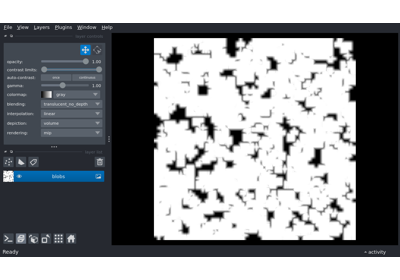 File View Layers Plugins Window Help
opacity: 1.00
contrast limits:
auto-contrast: once continuous
gamma: 1.00
colormap: gray
blending: translucent_no_depth
interpolation: linear
depiction: volume
rendering: mip
blobs
Ready
activity